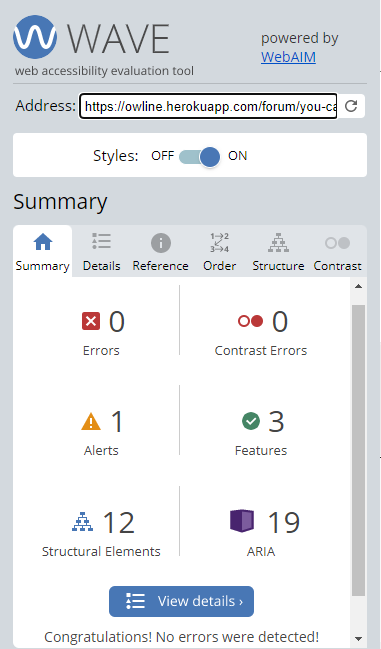 WAVE
powered by
WebAIM
web accessibility evaluation tool
Address: https://owline.herokuapp.com/forum/you-ca
Styles: OFF ON
Summary
Summary Details Reference Order Structure Contrast
0 0
Errors Contrast Errors
1 3
Alerts Features
12 19
Structural Elements ARIA
View details ›
Congratulations! No errors were detected!